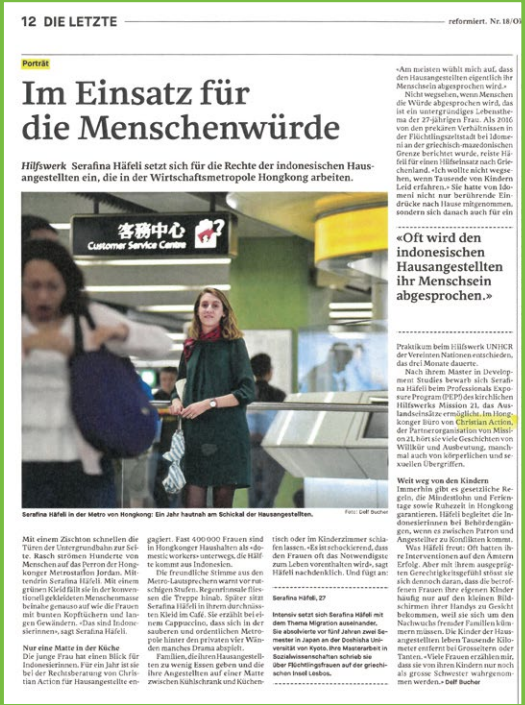 12 DIE LETZTE
reformiert. Nr. 18/Ok
Porträt
Im Einsatz für
die Menschenwürde
Hilfswerk Serafina Häfeli setzt sich für die Rechte der indonesischen Haus-
angestellten ein, die in der Wirtschaftsmetropole Hongkong arbeiten.
客務中心
Customer Service Centre
Serafina Häfeli in der Metro von Hongkong: Ein Jahr hautnah am Schickal der Hausangestellten.
Foto: Delf Bucher
Mit einem Zischton schnellen die
Türen der Untergrundbahn zur Sei-
te. Rasch strömen Hunderte von
Menschen auf das Perron der Hong-
konger Metrostation Jordan. Mit-
tendrin Serafina Häfeli. Mit einem
grünen Kleid fällt sie in der konven-
tionell gekleideten Menschenmasse
beinahe genauso auf wie die Frauen
mit bunten Kopftüchern und lan-
gen Gewändern. «Das sind Indone-
sierinnen», sagt Serafina Häfeli.
Nur eine Matte in der Küche
Die junge Frau hat einen Blick für
Indonesierinnen. Für ein Jahr ist sie
bei der Rechtsberatung von Chris-
tian Action für Hausangestellte en-
gagiert. Fast 400 000 Frauen sind
in Hongkonger Haushalten als «do-
mestic workers» unterwegs, die Hälf-
te kommt aus Indonesien.
Die freundliche Stimme aus den
Metro-Lautsprechern warnt vor rut-
schigen Stufen. Regenrinnsale flies-
sen die Treppe hinab. Später sitzt
Serafina Häfeli in ihrem durchnäss-
ten Kleid im Café. Sie erzählt bei ei-
nem Cappuccino, dass sich in der
sauberen und ordentlichen Metro-
pole hinter den privaten vier Wän-
den manches Drama abspielt.
Familien, die ihren Hausangestell-
ten zu wenig Essen geben und die
ihre Angestellten auf einer Matte
zwischen Kühlschrank und Küchen-
tisch oder im Kinderzimmer schla-
fen lassen. «Es ist schockierend, dass
den Frauen oft das Notwendigste
zum Leben vorenthalten wird», sagt
Häfeli nachdenklich. Und fügt an:
Serafina Häfeli, 27
Intensiv setzt sich Serafina Häfeli mit
dem Thema Migration auseinander.
Sie absolvierte vor fünf Jahren zwei Se-
mester in Japan an der Doshisha Uni-
versität von Kyoto. Ihre Masterarbeit in
Sozialwissenschaften schrieb sie
über Flüchtlingsfrauen auf der griechi-
schen Insel Lesbos.
«Am meisten wühlt mich auf, dass
den Hausangestellten eigentlich ihr
Menschsein abgesprochen wird.»
Nicht wegsehen, wenn Menschen
die Würde abgesprochen wird, das
ist ein untergründiges Lebensthe-
ma der 27-jährigen Frau. Als 2016
von den prekären Verhältnissen in
der Flüchtlingszeltstadt bei Idome-
ni an der griechisch-mazedonischen
Grenze berichtet wurde, reiste Hä-
feli für einen Hilfseinsatz nach Grie-
chenland. «Ich wollte nicht wegse-
hen, wenn Tausende von Kindern
Leid erfahren.» Sie hatte von Ido-
meni nicht nur berührende Ein-
drücke nach Hause mitgenommen,
sondern sich danach auch für ein
«Oft wird den
indonesischen
Hausangestellten
ihr Menschsein
abgesprochen.»
Praktikum beim Hilfswerk UNHCR
der Vereinten Nationen entschieden,
das drei Monate dauerte.
Nach ihrem Master in Develop-
ment Studies bewarb sich Serafi-
na Häfeli beim Professionals Expo-
sure Program (PEP!) des kirchlichen
Hilfswerks Mission 21, das Aus-
landseinsätze ermöglicht. Im Hong-
konger Büro von Christian Action,
der Partnerorganisation von Missi-
on 21, hört sie viele Geschichten von
Willkür und Ausbeutung, manch-
mal auch von körperlichen und se-
xuellen Übergriffen.
Weit weg von den Kindern
Immerhin gibt es gesetzliche Re-
geln, die Mindestlohn und Ferien-
tage sowie Ruhezeit in Hongkong
garantieren. Häfeli begleitet die In-
donesierinnen bei Behördengän-
gen, wenn es zwischen Patron und
Angestellter zu Konflikten kommt.
Was Häfeli freut: Oft hatten ih-
re Interventionen auf den Ämtern
Erfolg. Aber mit ihrem ausgepräg-
ten Gerechtigkeitsgefühl stösst sie
sich dennoch daran, dass die betrof-
fenen Frauen ihre eigenen Kinder
häufig nur auf den kleinen Bild-
schirmen ihrer Handys zu Gesicht
bekommen, weil sie sich um den
Nachwuchs fremder Familien küm-
mern müssen. Die Kinder der Haus-
angestellten leben Tausende Kilo-
meter entfernt bei Grosseltern oder
Tanten. «Viele Frauen erzählen mir,
dass sie von ihren Kindern nur noch
als grosse Schwester wahrgenom-
men werden.» Delf Bucher